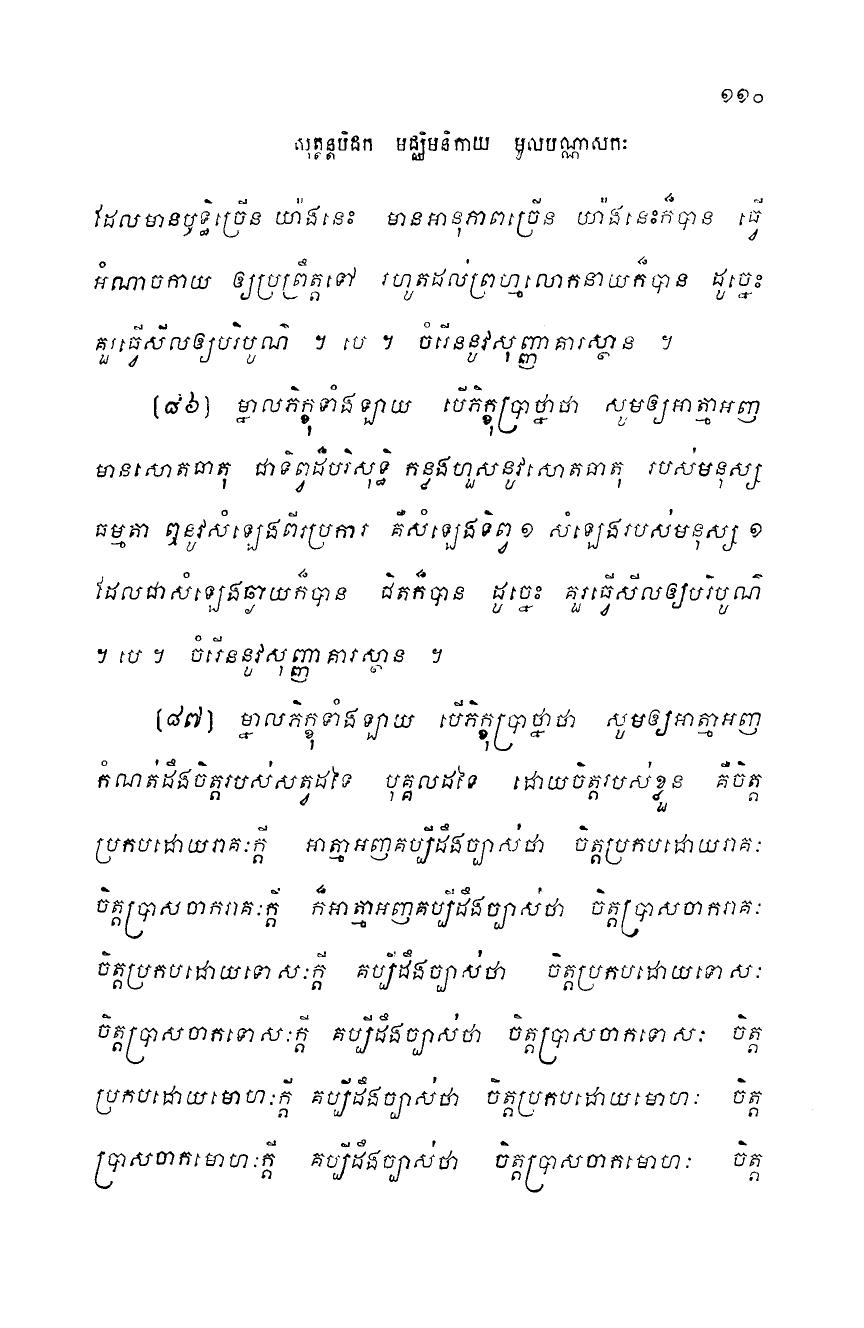 ១១០
សុត្តន្តបិដក មជ្ឈិមនិកាយ មូលបណ្ណាសកៈ
ដែលមានឫទ្ធិច្រើន យ៉ាងនេះ មានអានុភាពច្រើន យ៉ាងនេះក៏បាន ធ្វើ
អំណាចកាយ ឲ្យប្រព្រឹត្តទៅ រហូតដល់ព្រហ្មលោកនាយក៏បាន ដូច្នេះ
គួរធ្វើសីលឲ្យបរិបូណ៌ ។ បេ ។ ចំរើននូវសុញ្ញាគារស្ថាន ។
(៨៦) ម្នាលភិក្ខុទាំងឡាយ បើភិក្ខុប្រាថ្នាថា សូមឲ្យអាត្មាអញ
មានសោតធាតុ ជាទិព្វដ៏បរិសុទ្ធិ កន្លងហួសនូវសោតធាតុ របស់មនុស្ស
ធម្មតា ឮនូវសំឡេងពីរប្រការ គឺសំឡេងទិព្វ ១ សំឡេងរបស់មនុស្ស ១
ដែលជាសំឡេងឆ្ងាយក៏បាន ជិតក៏បាន ដូច្នេះ គួរធ្វើសីលឲ្យបរិបូណ៌
។ បេ ។ ចំរើននូវសុញ្ញាគារស្ថាន ។
(៨៧) ម្នាលភិក្ខុទាំងឡាយ បើភិក្ខុប្រាថ្នាថា សូមឲ្យអាត្មាអញ
កំណត់ដឹងចិត្តរបស់សត្វដទៃ បុគ្គលដទៃ ដោយចិត្តរបស់ខ្លួន គឺចិត្ត
ប្រកបដោយរាគៈក្តី អាត្មាអញគប្បីដឹងច្បាស់ថា ចិត្តប្រកបដោយរាគៈ
ចិត្តប្រាសចាករាគៈក្តី ក៏អាត្មាអញគប្បីដឹងច្បាស់ថា ចិត្តប្រាសចាករាគៈ
ចិត្តប្រកបដោយទោសៈក្តី គប្បីដឹងច្បាស់ថា ចិត្តប្រកបដោយទោសៈ
ចិត្តប្រាសចាកទោសៈក្តី គប្បីដឹងច្បាស់ថា ចិត្តប្រាសចាកទោសៈ ចិត្ត
ប្រកបដោយមោហៈក្តី គប្បីដឹងច្បាស់ថា ចិត្តប្រកបដោយមោហៈ ចិត្ត
ប្រាសចាកមោហៈក្តី គប្បីដឹងច្បាស់ថា ចិត្តប្រាសចាកមោហៈ ចិត្ត